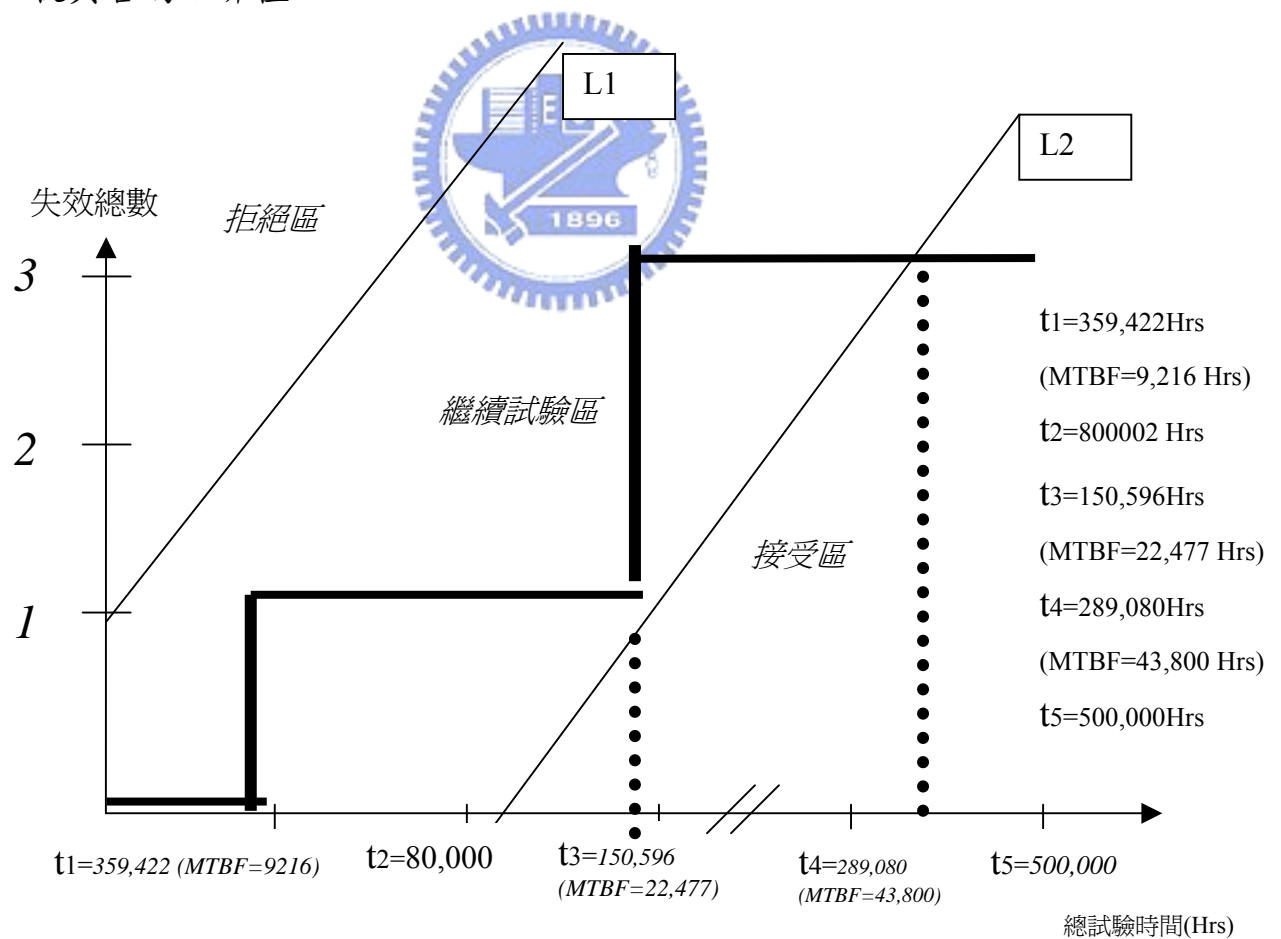 L1
L2
失效總數
拒絕區
1896
3
繼續試驗區
2
接受區
1
t1=359,422Hrs
(MTBF=9,216 Hrs)
t2=800002 Hrs
t3=150,596Hrs
(MTBF=22,477 Hrs)
t4=289,080Hrs
(MTBF=43,800 Hrs)
t5=500,000Hrs
t1=359,422 (MTBF=9216)
t2=80,000
t3=150,596
(MTBF=22,477)
t4=289,080
(MTBF=43,800)
t5=500,000
總試驗時間(Hrs)